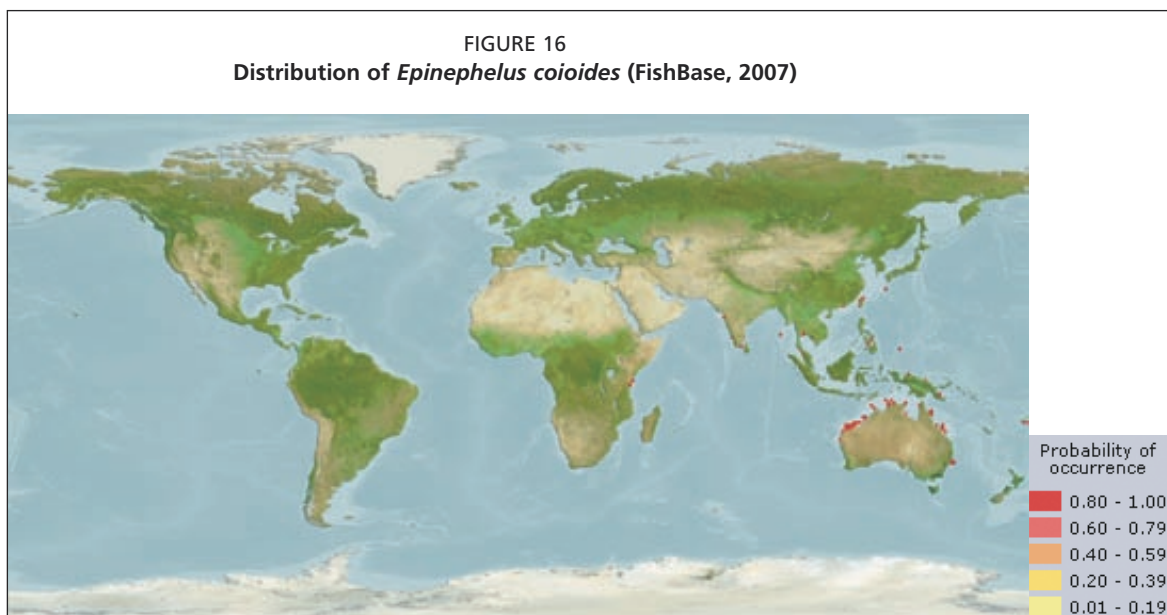 FIGURE 16
Distribution of Epinephelus coioides (FishBase, 2007)
Probability of
occurrence
0.80 - 1.00
0.60 - 0.79
0.40 - 0.59
0.20 - 0.39
0.01 - 0.19